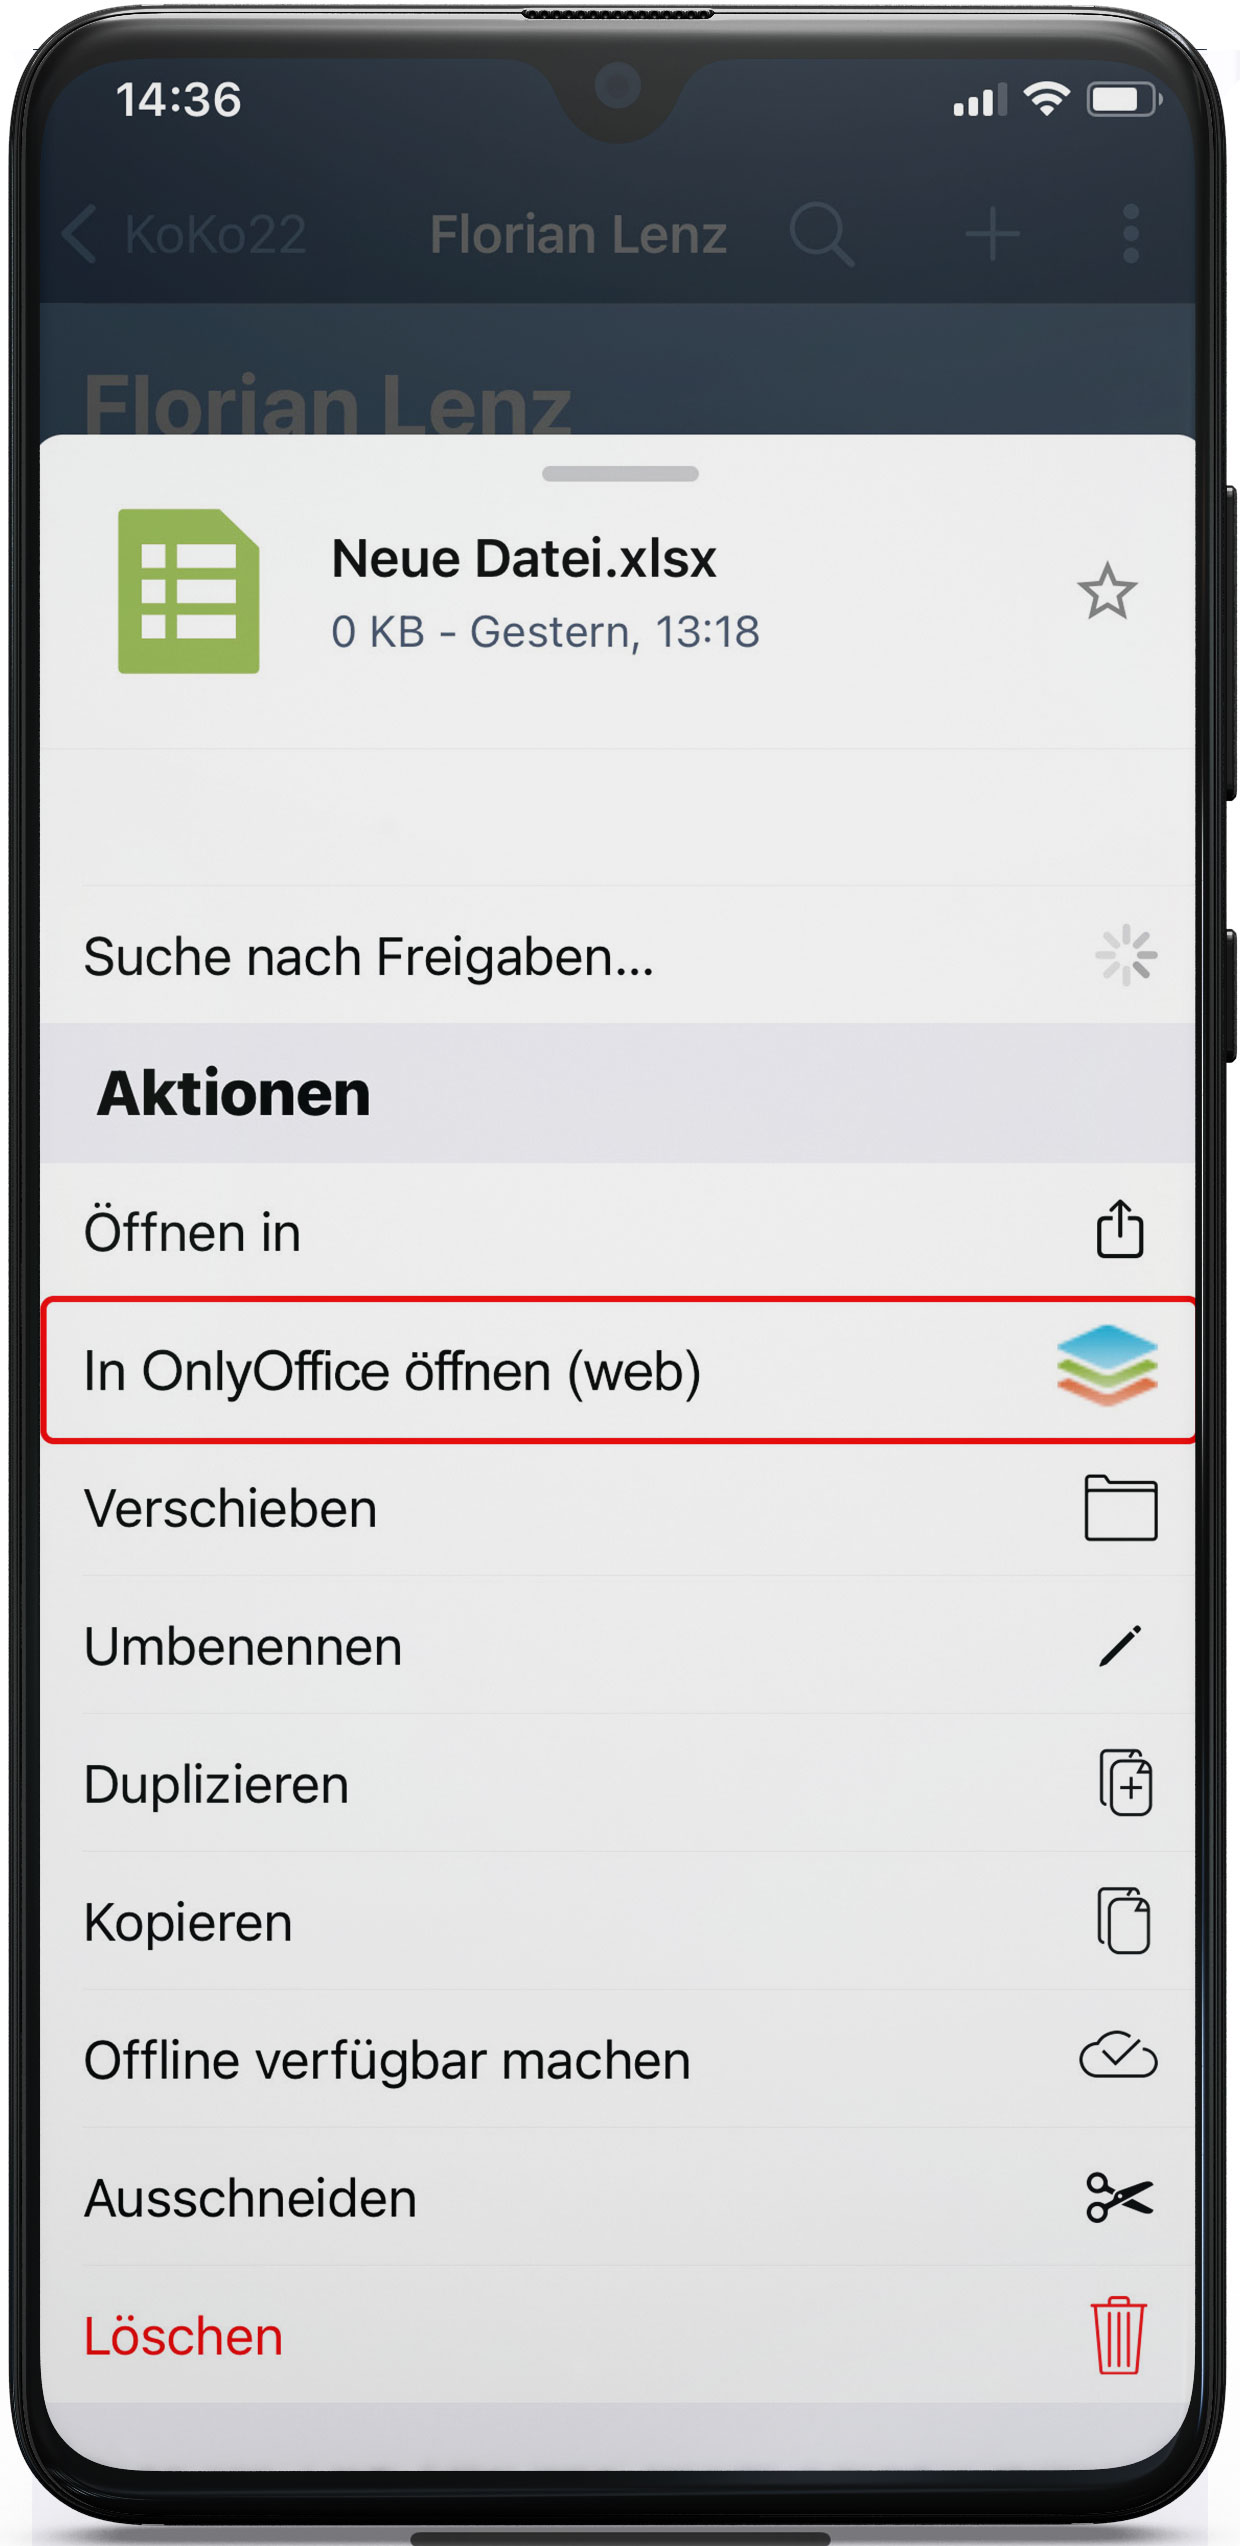 14:36
KoKo22 Florian Lenz
Florian Lenz
Neue Datei.xlsx
0 KB - Gestern, 13:18
Suche nach Freigaben...
Aktionen
Öffnen in
In OnlyOffice öffnen (web)
Verschieben
Umbenennen
Duplizieren
Kopieren
Offline verfügbar machen
Ausschneiden
Löschen